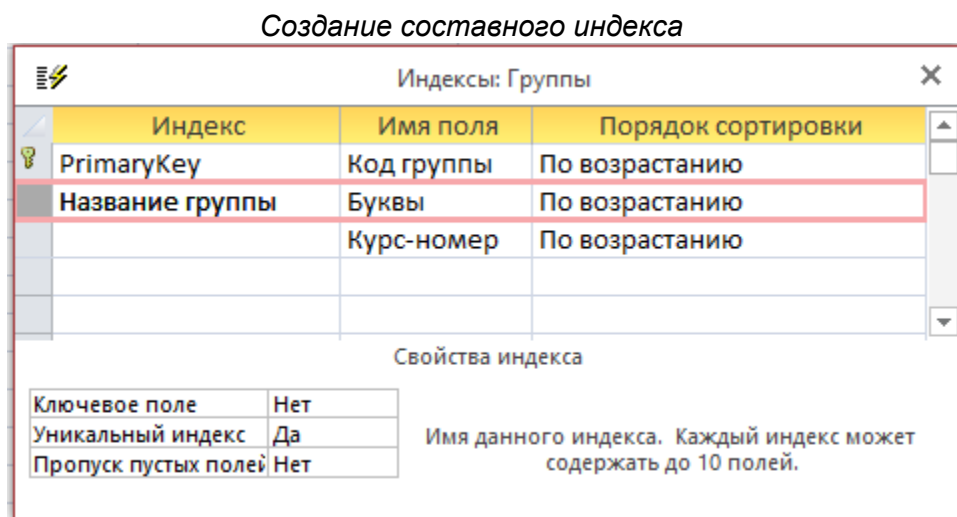 Создание составного индекса
Индексы: Группы
Индекс Имя поля Порядок сортировки
PrimaryKey Код группы По возрастанию
Название группы Буквы По возрастанию
Курс-номер По возрастанию
Свойства индекса
Ключевое поле Нет
Уникальный индекс Да
Пропуск пустых полей Нет
Имя данного индекса. Каждый индекс может
содержать до 10 полей.